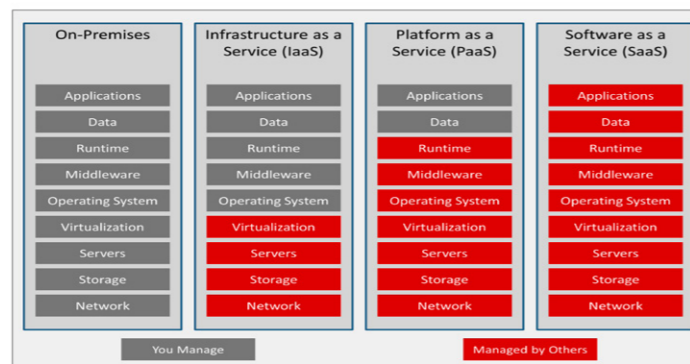 On-Premises
Applications
Data
Runtime
Middleware
Operating System
Virtualization
Servers
Storage
Network
Infrastructure as a
Service (IaaS)
Applications
Data
Runtime
Middleware
Operating System
Virtualization
Servers
Storage
Network
Platform as a
Service (PaaS)
Applications
Data
Runtime
Middleware
Operating System
Virtualization
Servers
Storage
Network
Software as a
Service (SaaS)
Applications
Data
Runtime
Middleware
Operating System
Virtualization
Servers
Storage
Network
You Manage
Managed by Others